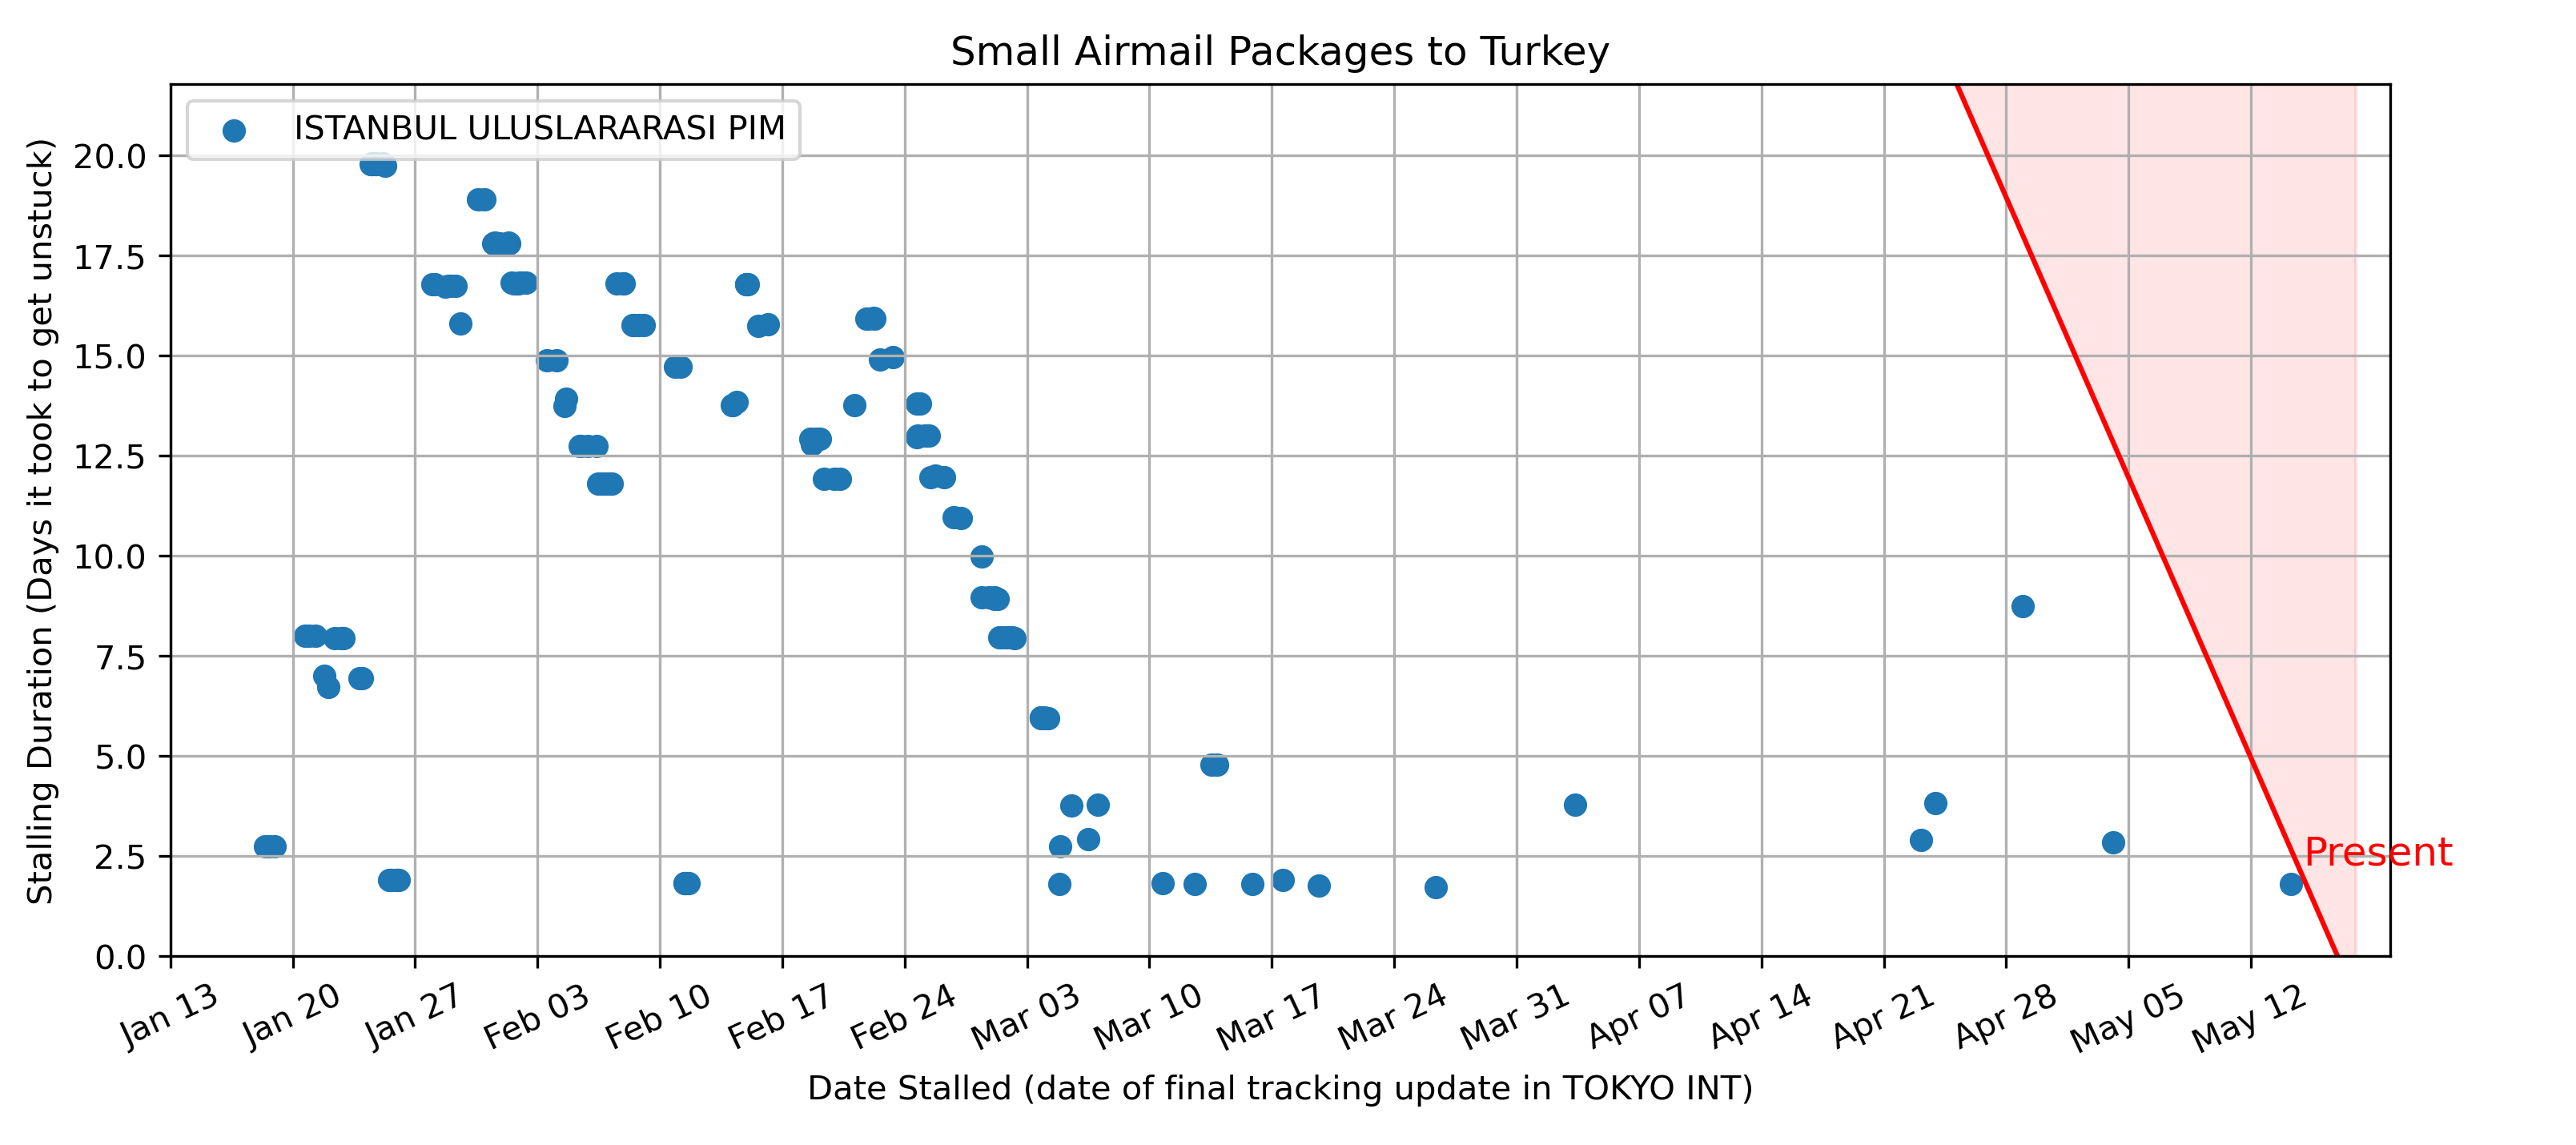 Small Airmail Packages to Turkey
ISTANBUL ULUSLARARASI PIM
Stalling Duration (Days it took to get unstuck)
20.0
17.5
15.0
12.5
10.0
7.5
5.0
2.5
0.0
Present
Jan 13
Jan 20
Jan 27
Feb 03
Feb 10
Feb 17
Feb 24
Mar 03
Mar 10
Mar 17
Mar 24
Mar 31
Apr 07
Apr 14
Apr 21
Apr 28
May 05
May 12
Date Stalled (date of final tracking update in TOKYO INT)